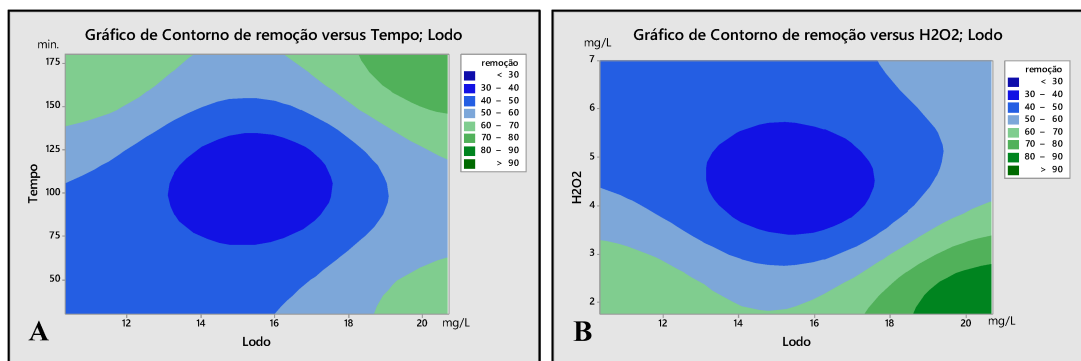 Gráfico de Contorno de remoção versus Tempo; Lodo
min.
175
150
125
100
75
50
Tempo
12 14 16 18 20 mg/L
Lodo
A
remoção
< 30
30 – 40
40 – 50
50 – 60
60 – 70
70 – 80
80 – 90
> 90
Gráfico de Contorno de remoção versus H2O2; Lodo
mg/L
7
6
5
4
3
2
H2O2
12 14 16 18 20 mg/L
Lodo
B
remoção
< 30
30 – 40
40 – 50
50 – 60
60 – 70
70 – 80
80 – 90
> 90